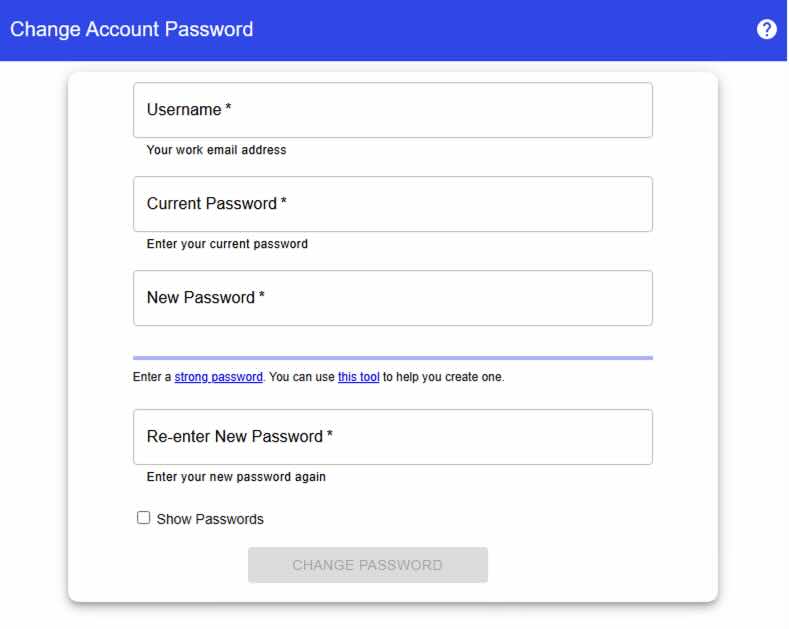 Change Account Password
?
Username *
Your work email address
Current Password *
Enter your current password
New Password *
Enter a strong password. You can use this tool to help you create one.
Re-enter New Password *
Enter your new password again
Show Passwords
CHANGE PASSWORD